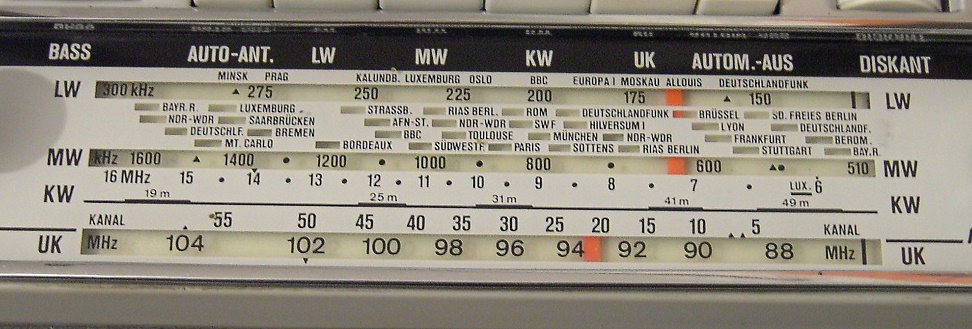 BASS AUTO-ANT. LW MW KW UK AUTOM.-AUS DISKANT
MINSK PRAG KALUNDB. LUXEMBURG OSLO BBC EUROPA I MOSKAU ALLOUIS DEUTSCHLANDFUNK
LW 300 kHz 275 250 225 200 175 150 LW
BAYR. R. LUXEMBURG STRASSB. RIAS BERL. ROM DEUTSCHLANDFUNK BRÜSSEL SD. FREIES BERLIN
NDR-WDR SAARBRÜCKEN AFN-ST. NDR-WDR SWF HILVERSUM I LYON DEUTSCHLANDF.
DEUTSCHLF. BREMEN BBC TOULOUSE MÜNCHEN NDR-WDR FRANKFURT BEROM.
MT. CARLO BORDEAUX SÜDWESTF. PARIS SOTTENS RIAS BERLIN STUTTGART BAY.R
MW kHz 1600 1400 1200 1000 800 600 510 MW
16 MHz 15 14 13 12 11 10 9 8 7 LUX. 6
KW 19 m 25 m 31 m 41 m 49 m KW
KANAL 55 50 45 40 35 30 25 20 15 10 5 KANAL
UK MHz 104 102 100 98 96 94 92 90 88 MHz UK